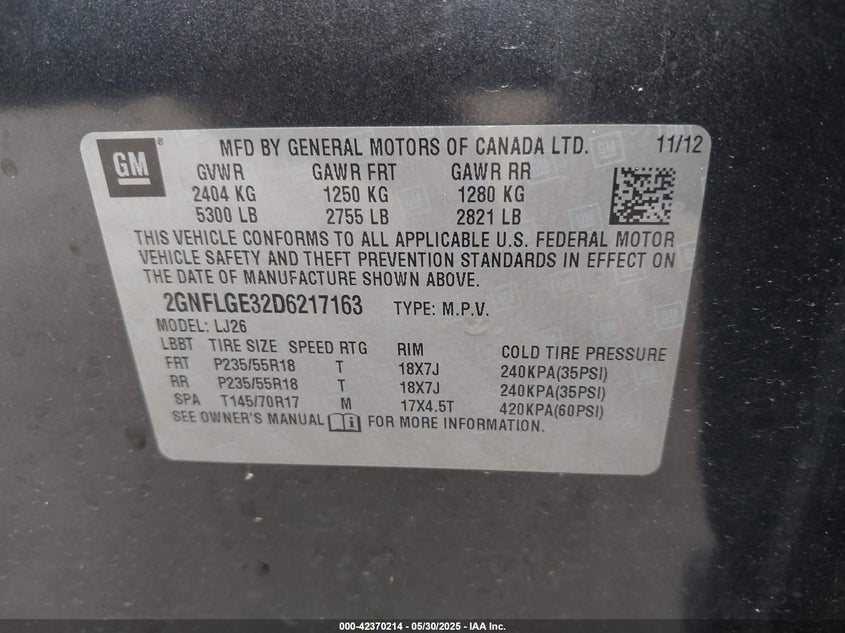 GM
MFD BY GENERAL MOTORS OF CANADA LTD. 11/12
GVWR GAWR FRT GAWR RR
2404 KG 1250 KG 1280 KG
5300 LB 2755 LB 2821 LB
THIS VEHICLE CONFORMS TO ALL APPLICABLE U.S. FEDERAL MOTOR
VEHICLE SAFETY AND THEFT PREVENTION STANDARDS IN EFFECT ON
THE DATE OF MANUFACTURE SHOWN ABOVE.
2GNFLGE32D6217163 TYPE: M.P.V.
MODEL: LJ26
LBBT TIRE SIZE SPEED RTG RIM COLD TIRE PRESSURE
FRT P235/55R18 T 18X7J 240KPA(35PSI)
RR P235/55R18 T 18X7J 240KPA(35PSI)
SPA T145/70R17 M 17X4.5T 420KPA(60PSI)
SEE OWNER'S MANUAL FOR MORE INFORMATION.
000-42370214 - 05/30/2025 - IAA Inc.